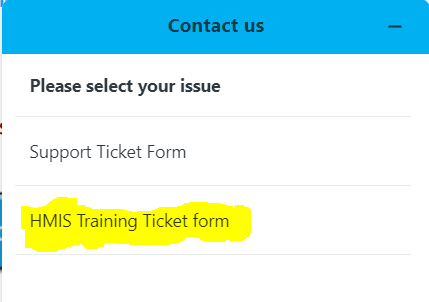 Contact us
Please select your issue
Support Ticket Form
HMIS Training Ticket form